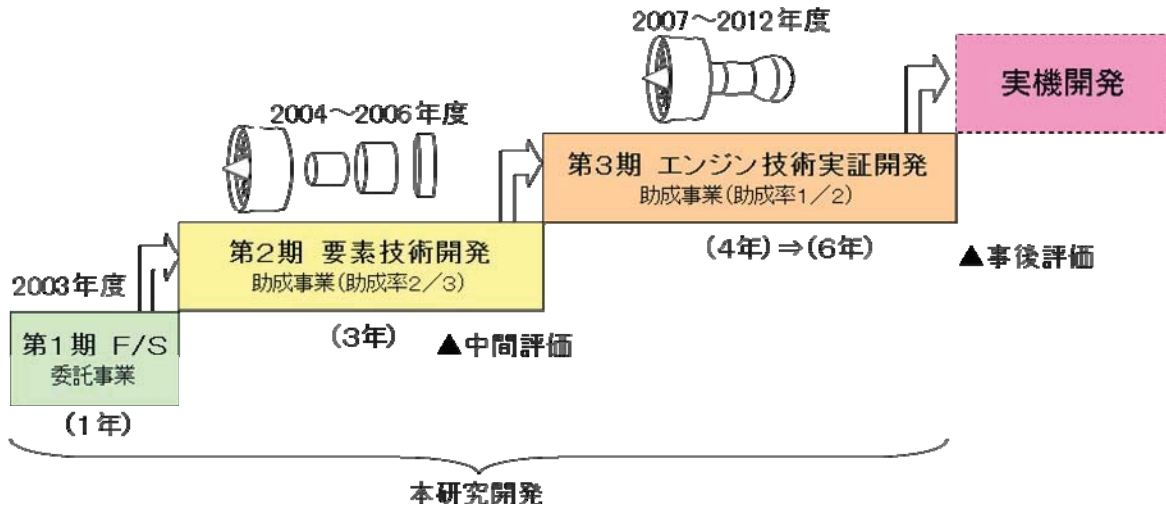 2003年度
第1期 F/S
委託事業
(1年)
2004～2006年度
第2期 要素技術開発
助成事業(助成率2／3)
(3年)
▲中間評価
2007～2012年度
第3期 エンジン技術実証開発
助成事業(助成率1／2)
(4年)⇒(6年)
▲事後評価
実機開発
本研究開発